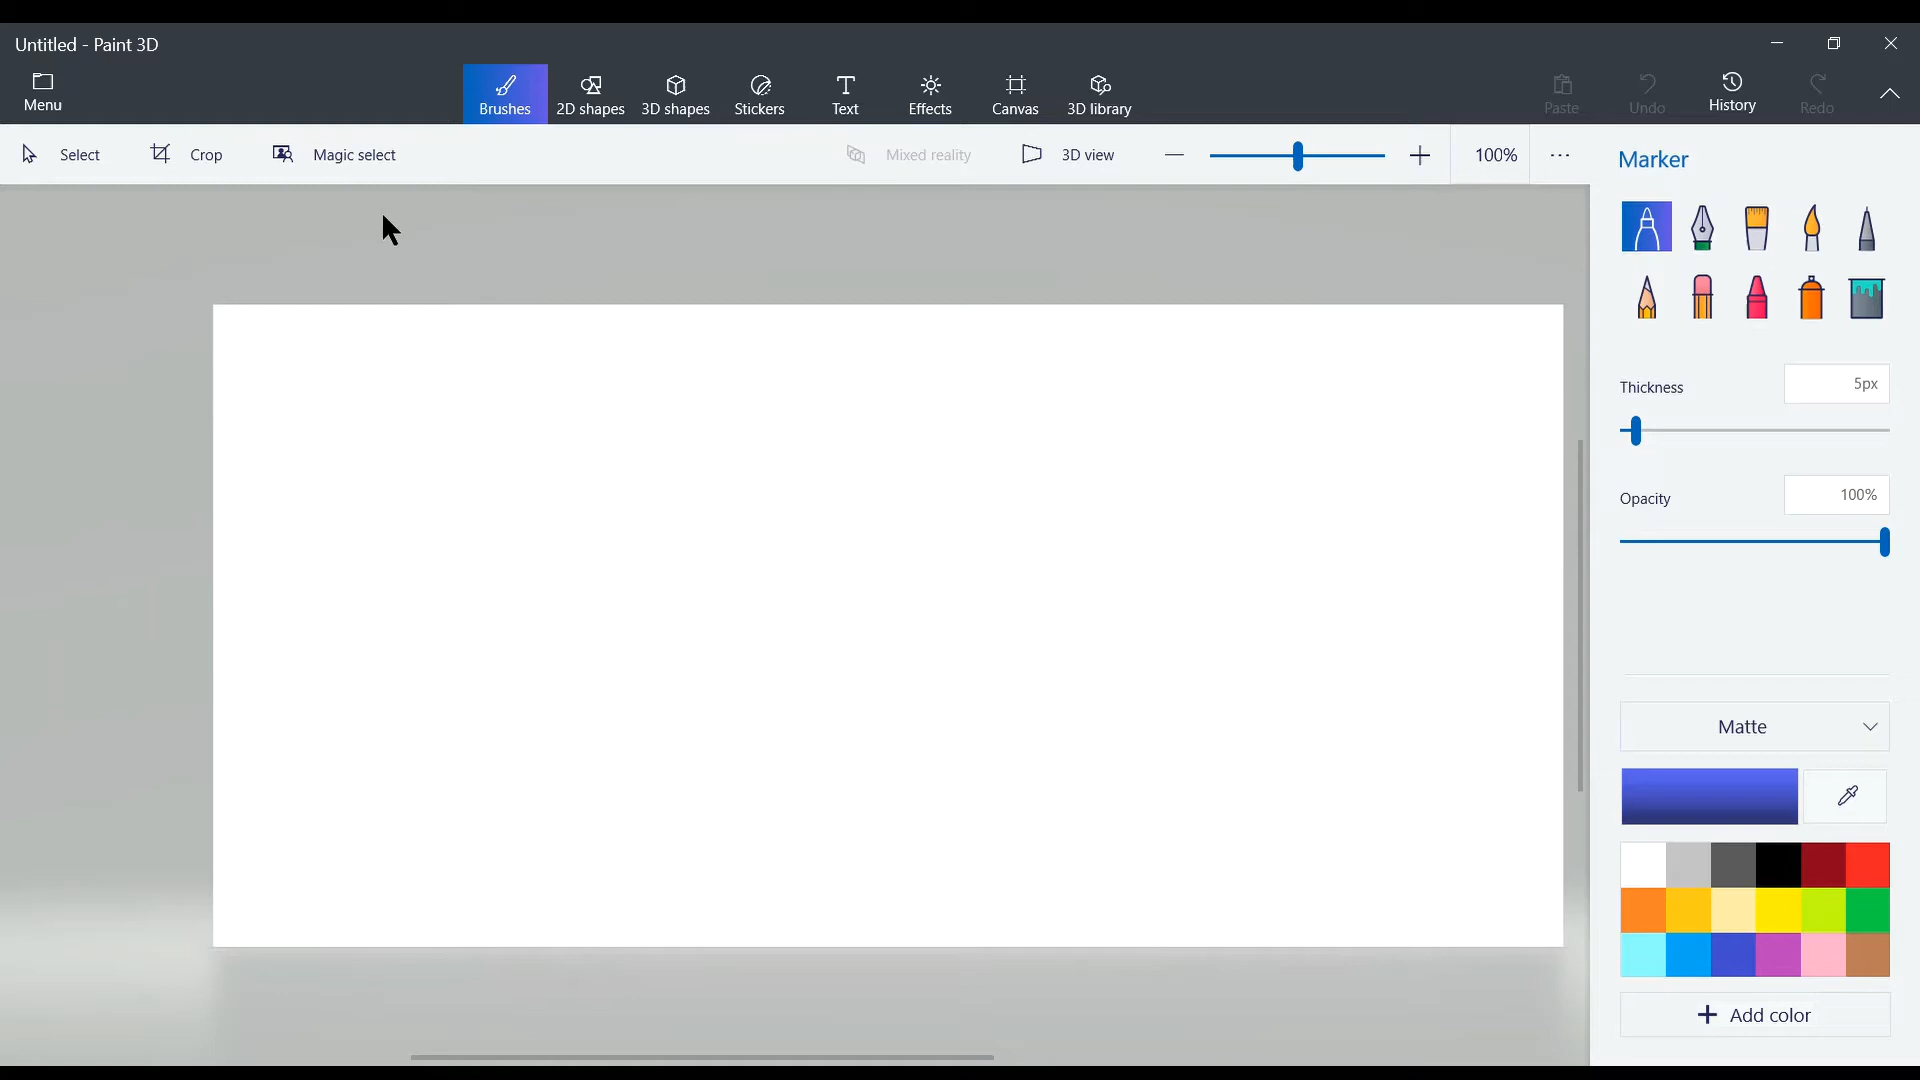 Untitled - Paint 3D
Menu
Brushes 2D shapes 3D shapes Stickers Text Effects Canvas 3D library
Paste Undo History Redo
Select Crop Magic select Mixed reality 3D view 100% ...
Marker
Thickness 5px
Opacity 100%
Matte
Add color